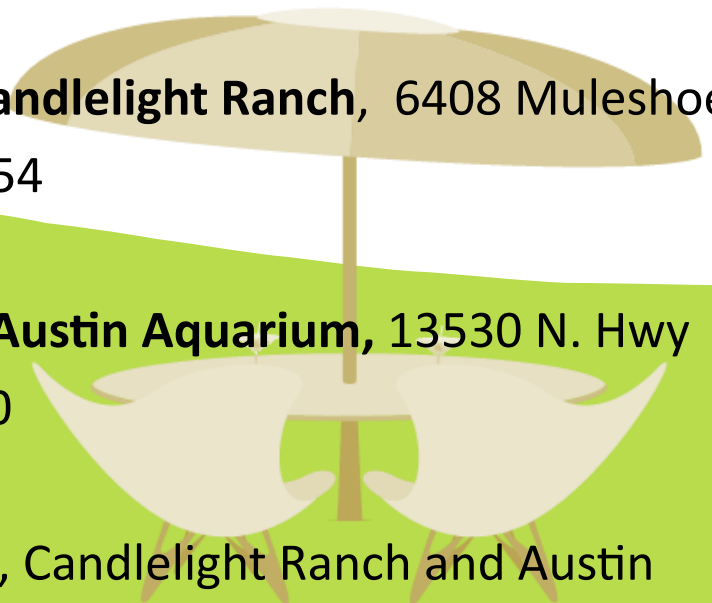 andlelight Ranch, 6408 Muleshoe
54
Austin Aquarium, 13530 N. Hwy
0
, Candlelight Ranch and Austin